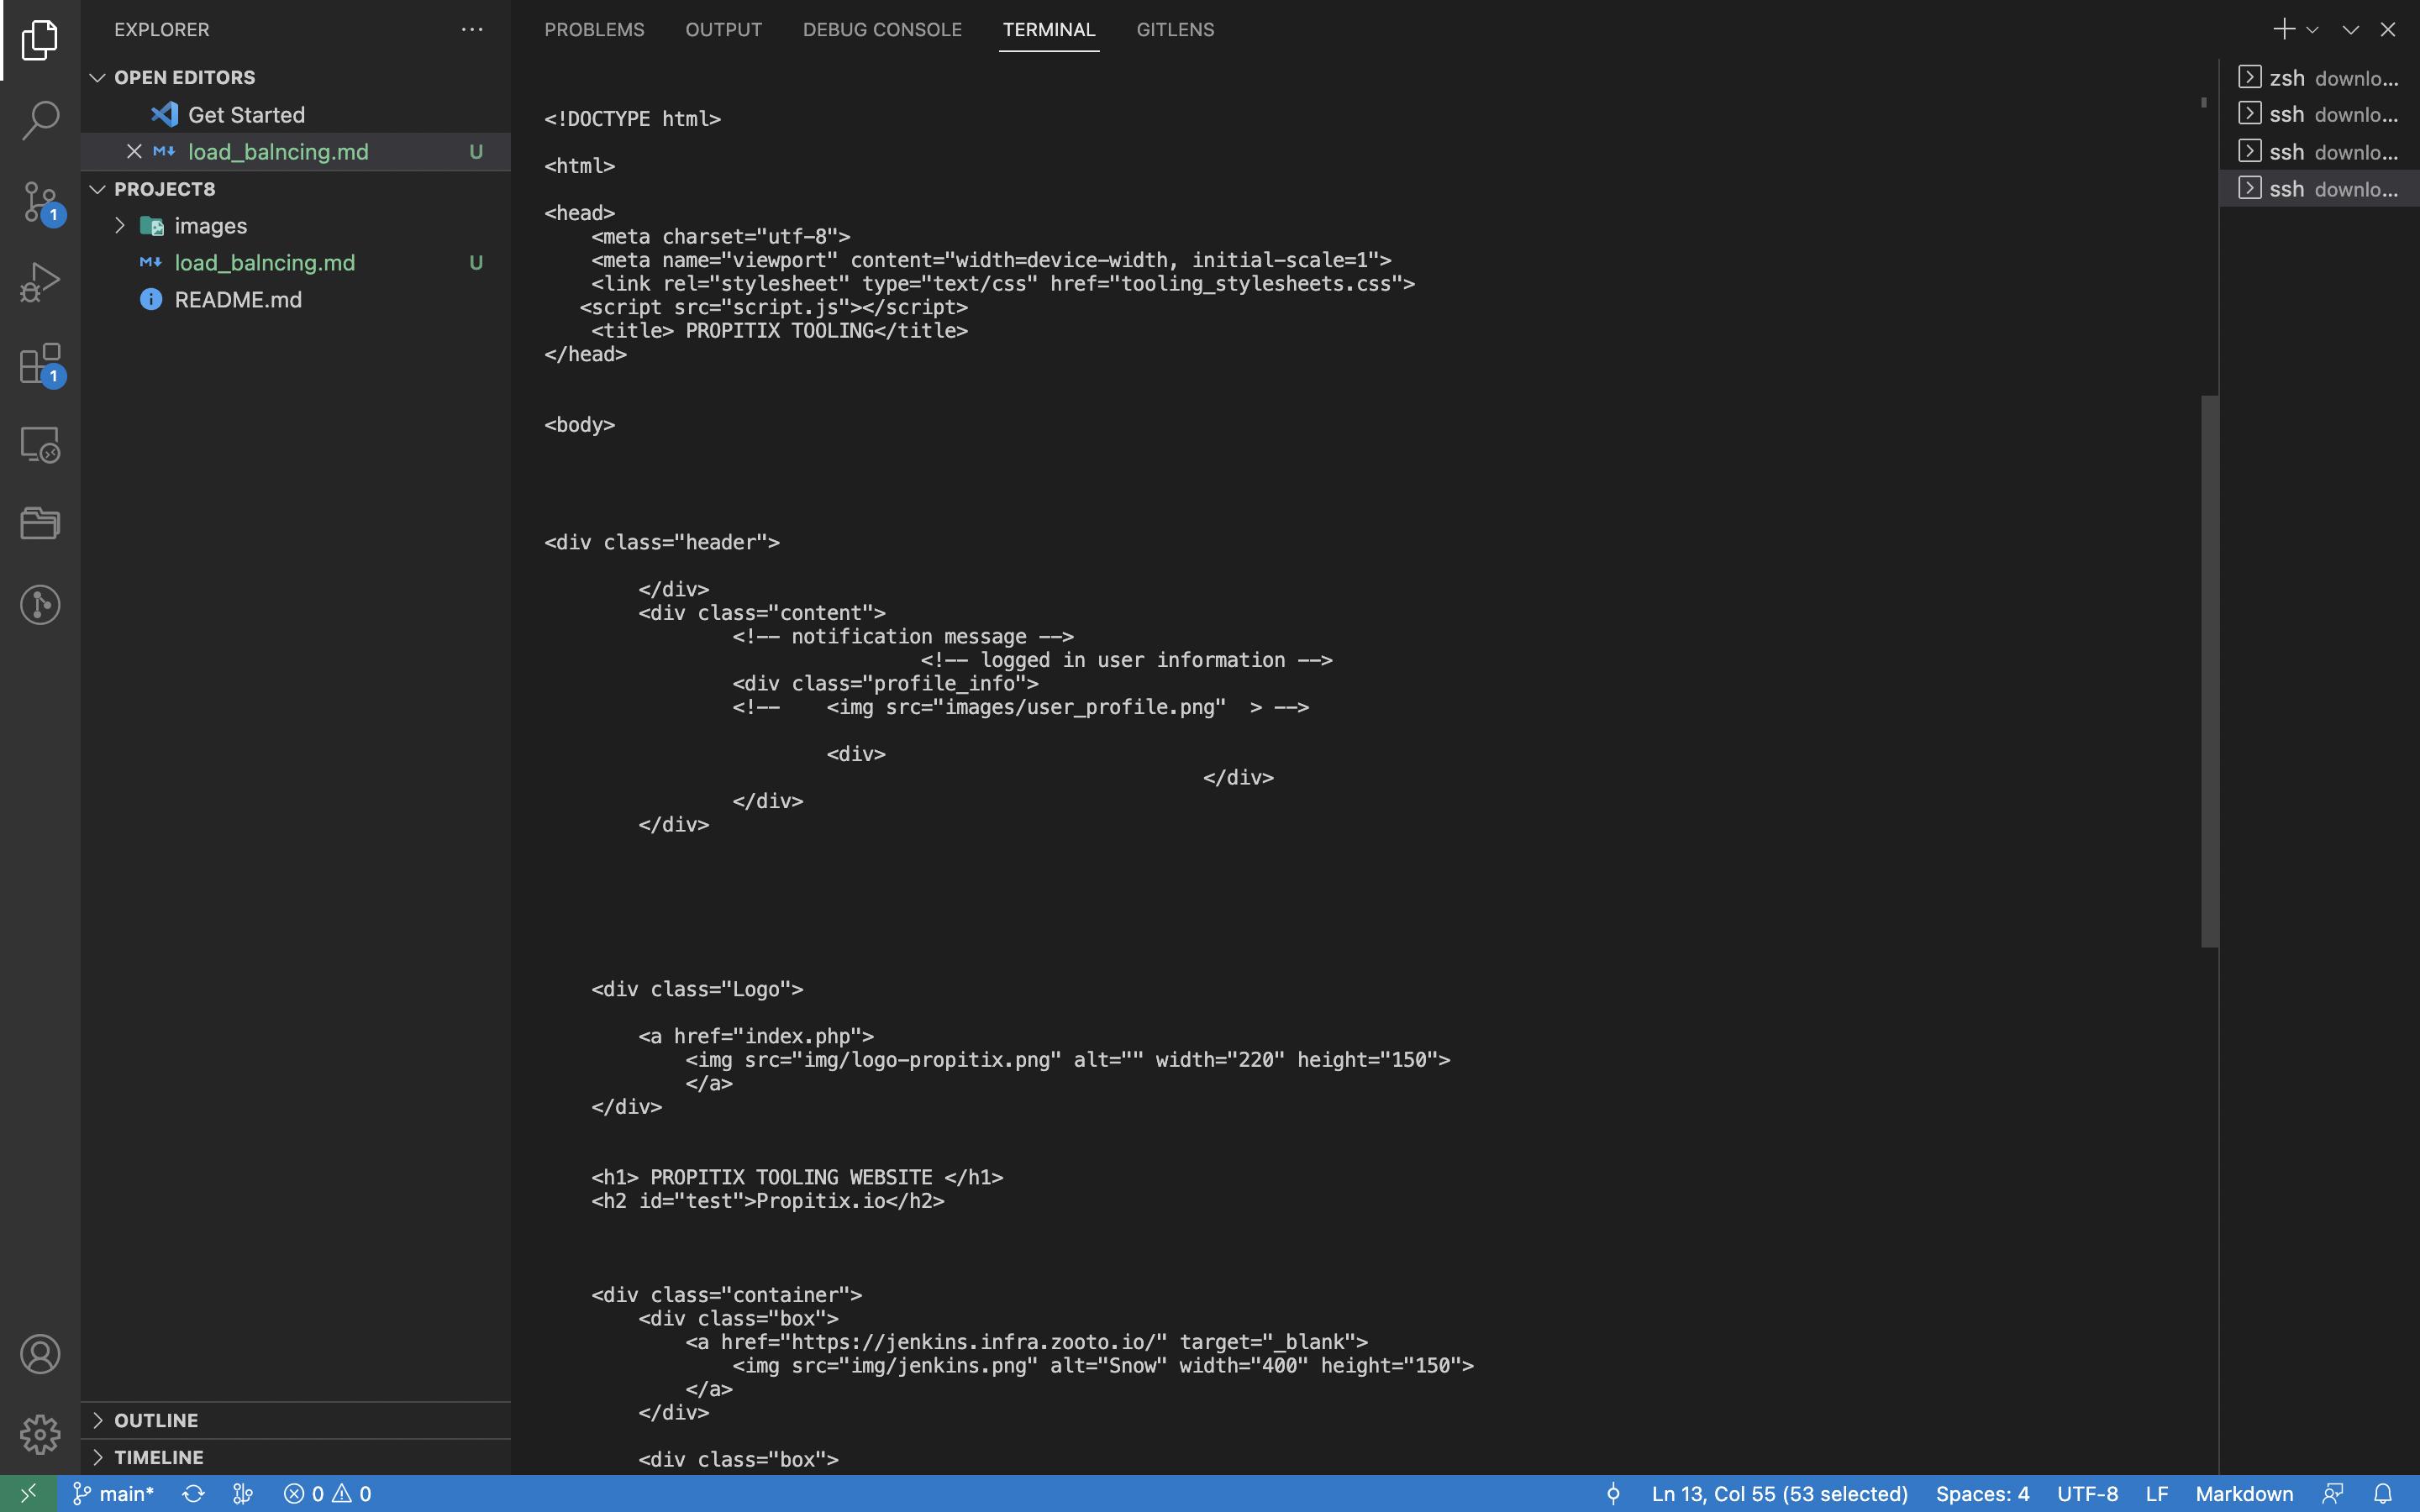 EXPLORER
OPEN EDITORS
Get Started
load_balncing.md U
PROJECT8
images
load_balncing.md U
README.md
OUTLINE
TIMELINE
1
1
PROBLEMS OUTPUT DEBUG CONSOLE TERMINAL GITLENS
<!DOCTYPE html>
<html>
<head>
<meta charset="utf-8">
<meta name="viewport" content="width=device-width, initial-scale=1">
<link rel="stylesheet" type="text/css" href="tooling_stylesheets.css">
<script src="script.js"></script>
<title> PROPITIX TOOLING</title>
</head>
<body>
<div class="header">
</div>
<div class="content">
<!-- notification message -->
<!-- logged in user information -->
<div class="profile_info">
<!-- <img src="images/user_profile.png" > -->
<div>
</div>
</div>
</div>
<div class="Logo">
<a href="index.php">
<img src="img/logo-propitix.png" alt="" width="220" height="150">
</a>
</div>
<h1> PROPITIX TOOLING WEBSITE </h1>
<h2 id="test">Propitix.io</h2>
<div class="container">
<div class="box">
<a href="https://jenkins.infra.zooto.io/" target="_blank">
<img src="img/jenkins.png" alt="Snow" width="400" height="150">
</a>
</div>
<div class="box">
zsh downlo...
ssh downlo...
ssh downlo...
ssh downlo...
main* 0 0 Ln 13, Col 55 (53 selected) Spaces: 4 UTF-8 LF Markdown